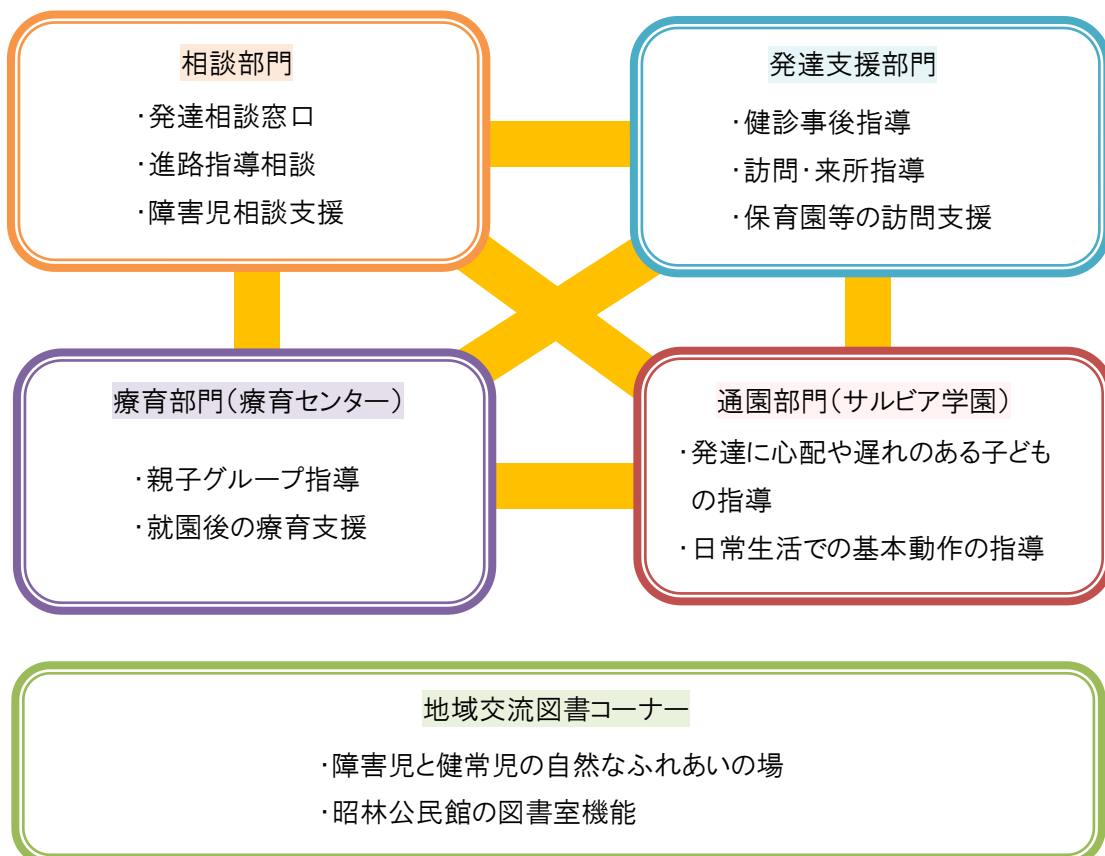 相談部門
・発達相談窓口
・進路指導相談
・障害児相談支援
発達支援部門
・健診事後指導
・訪問・来所指導
・保育園等の訪問支援
療育部門（療育センター）
・親子グループ指導
・就園後の療育支援
通園部門（サルビア学園）
・発達に心配や遅れのある子ども
の指導
・日常生活での基本動作の指導
地域交流図書コーナー
・障害児と健常児の自然なふれあいの場
・昭林公民館の図書室機能